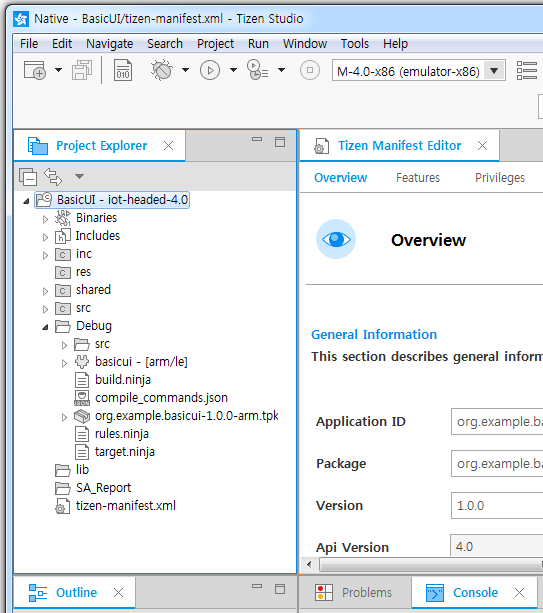 Native - BasicUI/tizen-manifest.xml - Tizen Studio
File Edit Navigate Search Project Run Window Tools Help
010
M-4.0-x86 (emulator-x86)
Project Explorer
BasicUI - iot-headed-4.0
Binaries
Includes
inc
res
shared
src
Debug
src
basicui - [arm/le]
build.ninja
compile_commands.json
org.example.basicui-1.0.0-arm.tpk
rules.ninja
target.ninja
lib
SA_Report
tizen-manifest.xml
Tizen Manifest Editor
Overview Features Privileges
Overview
General Information
This section describes general inform
Application ID org.example.ba
Package org.example.ba
Version 1.0.0
Api Version 4.0
Outline
Problems Console